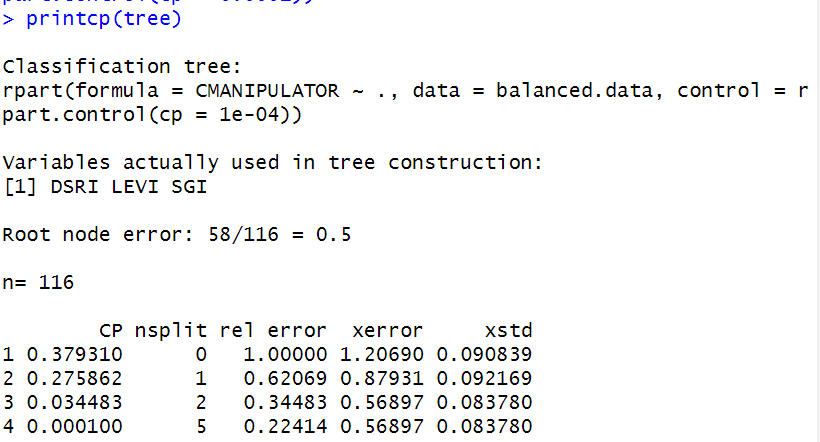 > printcp(tree)
Classification tree:
rpart(formula = CMANIPULATOR ~ ., data = balanced.data, control = r
part.control(cp = 1e-04))
Variables actually used in tree construction:
[1] DSRI LEVI SGI
Root node error: 58/116 = 0.5
n= 116
CP nsplit rel error xerror xstd
1 0.379310 0 1.00000 1.20690 0.090839
2 0.275862 1 0.62069 0.87931 0.092169
3 0.034483 2 0.34483 0.56897 0.083780
4 0.000100 5 0.22414 0.56897 0.083780